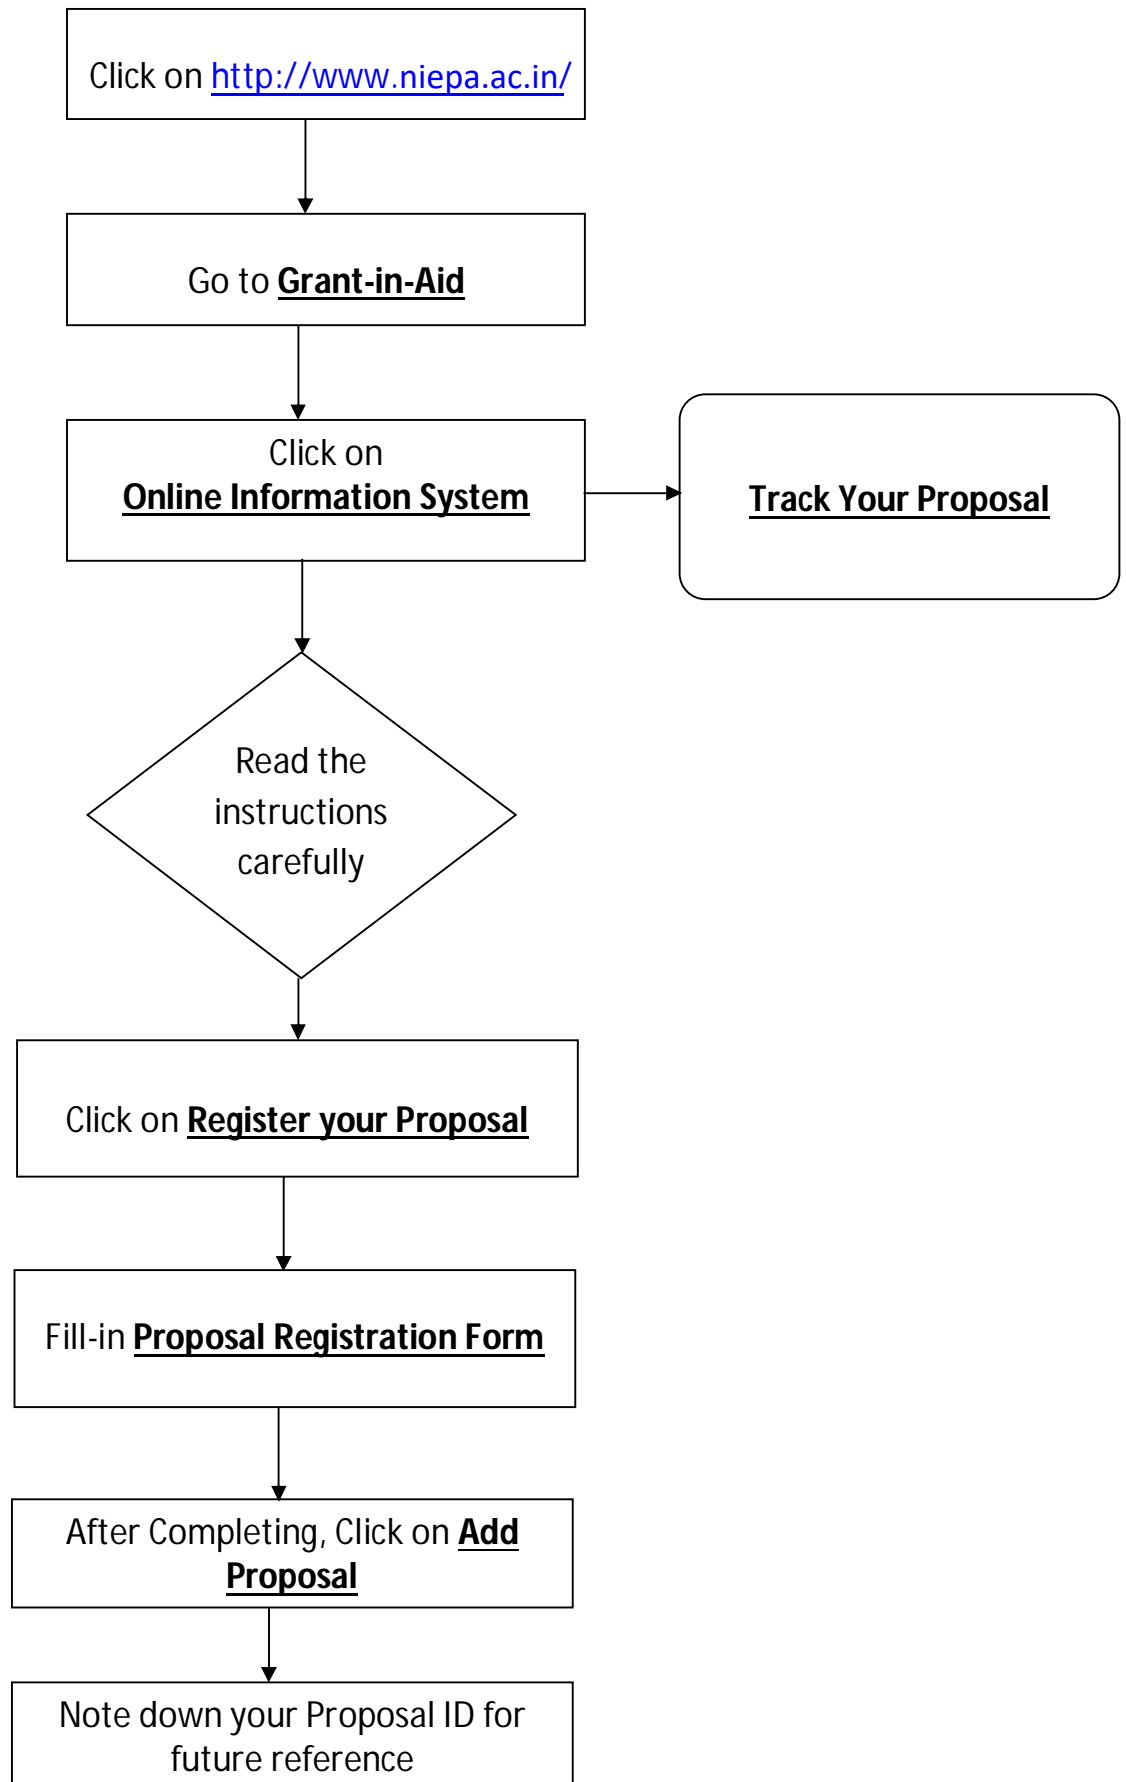 Click on http://www.niepa.ac.in/
Go to Grant-in-Aid
Click on
Online Information System
Track Your Proposal
Read the
instructions
carefully
Click on Register your Proposal
Fill-in Proposal Registration Form
After Completing, Click on Add
Proposal
Note down your Proposal ID for
future reference